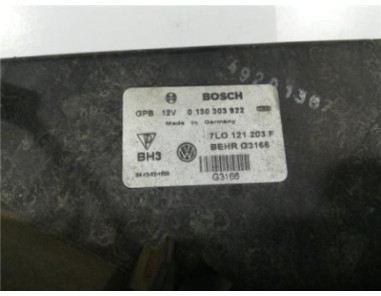 BOSCH
GPB 12V 0 130 303 922
Made in Germany
7L0 121 203 F
BH3
BEHR G3166
G3166